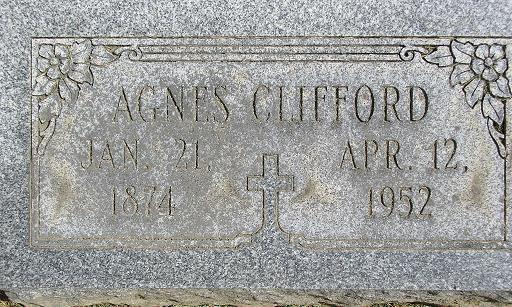 AGNES CLIFFORD
JAN. 21, APR. 12,
1874 1952